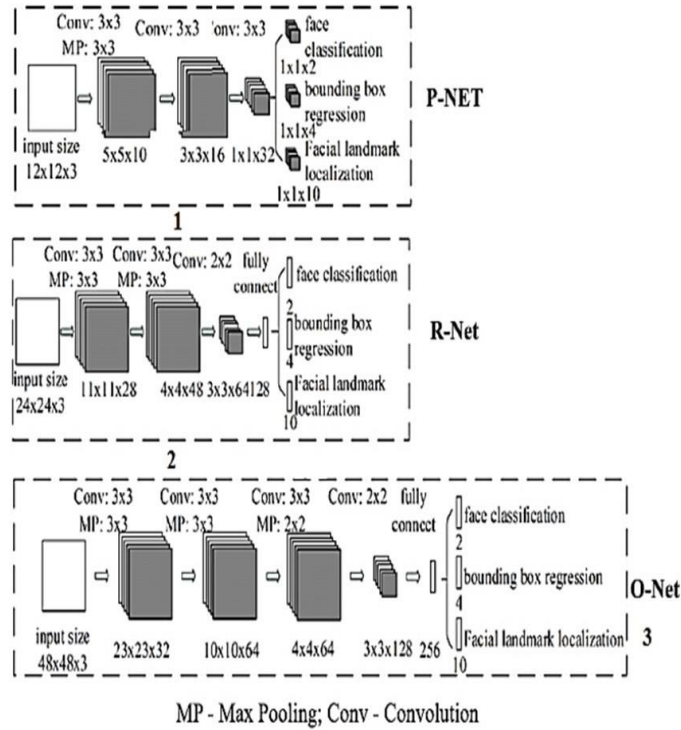 Conv: 3x3 Conv: 3x3 'onv: 3x3
MP: 3x3
face
classification
1x1x2
bounding box
regression
1x1x4
Facial landmark
localization
1x1x10
input size
12x12x3
5x5x10
3x3x16
1x1x32
P-NET
1
Conv: 3x3 Conv: 3x3 Conv: 2x2 fully
MP: 3x3 MP: 3x3 connect
face classification
2
bounding box
regression
4
Facial landmark
localization
10
input size
24x24x3
11x11x28
4x4x48
3x3x64
128
R-Net
2
Conv: 3x3 Conv: 3x3 Conv: 3x3 Conv: 2x2 fully
MP: 3x3 MP: 3x3 MP: 2x2 connect
face classification
2
bounding box regression
4
Facial landmark localization
10
input size
48x48x3
23x23x32
10x10x64
4x4x64
3x3x128
256
O-Net
3
MP - Max Pooling; Conv - Convolution